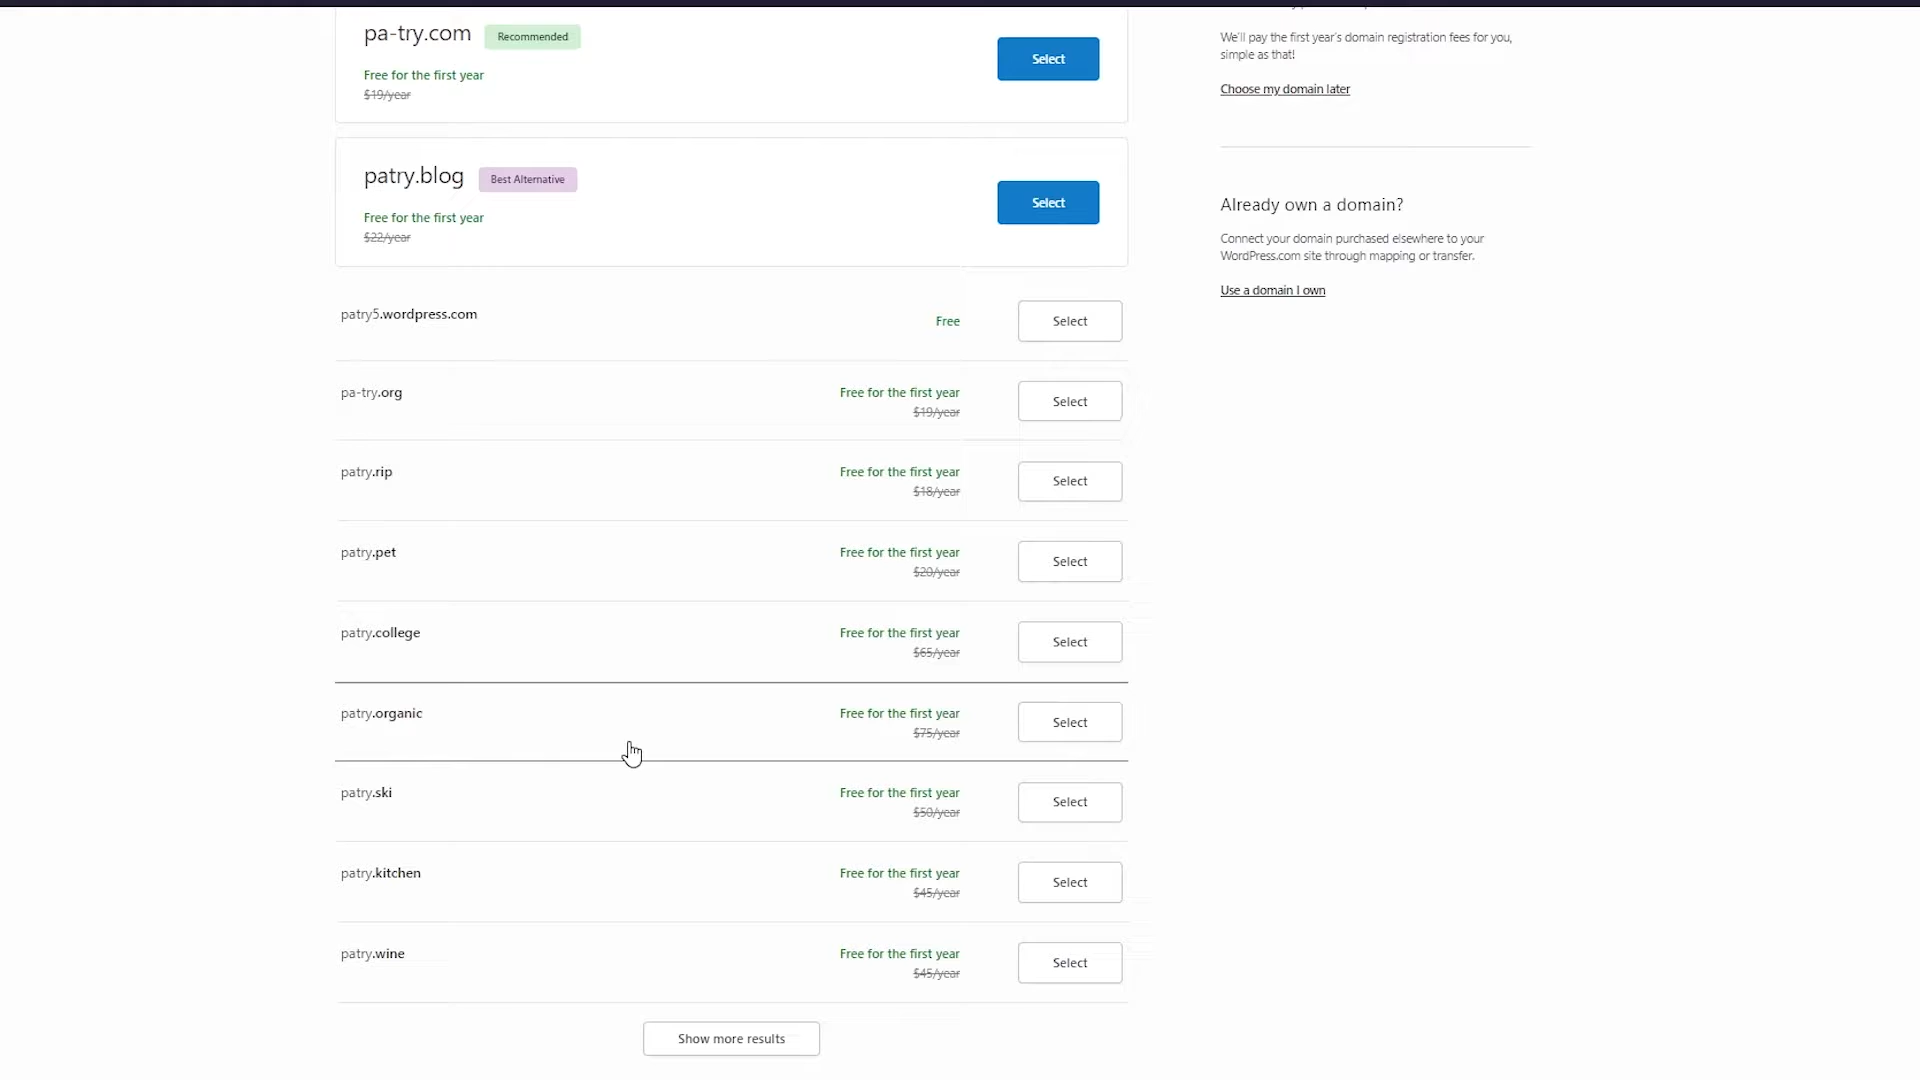 pa-try.com Recommended
Free for the first year
$19/year
Select
patry.blog Best Alternative
Free for the first year
$22/year
Select
patry5.wordpress.com
Free
Select
pa-try.org
Free for the first year
$19/year
Select
patry.rip
Free for the first year
$18/year
Select
patry.pet
Free for the first year
$20/year
Select
patry.college
Free for the first year
$65/year
Select
patry.organic
Free for the first year
$75/year
Select
patry.ski
Free for the first year
$50/year
Select
patry.kitchen
Free for the first year
$45/year
Select
patry.wine
Free for the first year
$45/year
Select
Show more results
We'll pay the first year's domain registration fees for you,
simple as that!
Choose my domain later
Already own a domain?
Connect your domain purchased elsewhere to your
WordPress.com site through mapping or transfer.
Use a domain I own